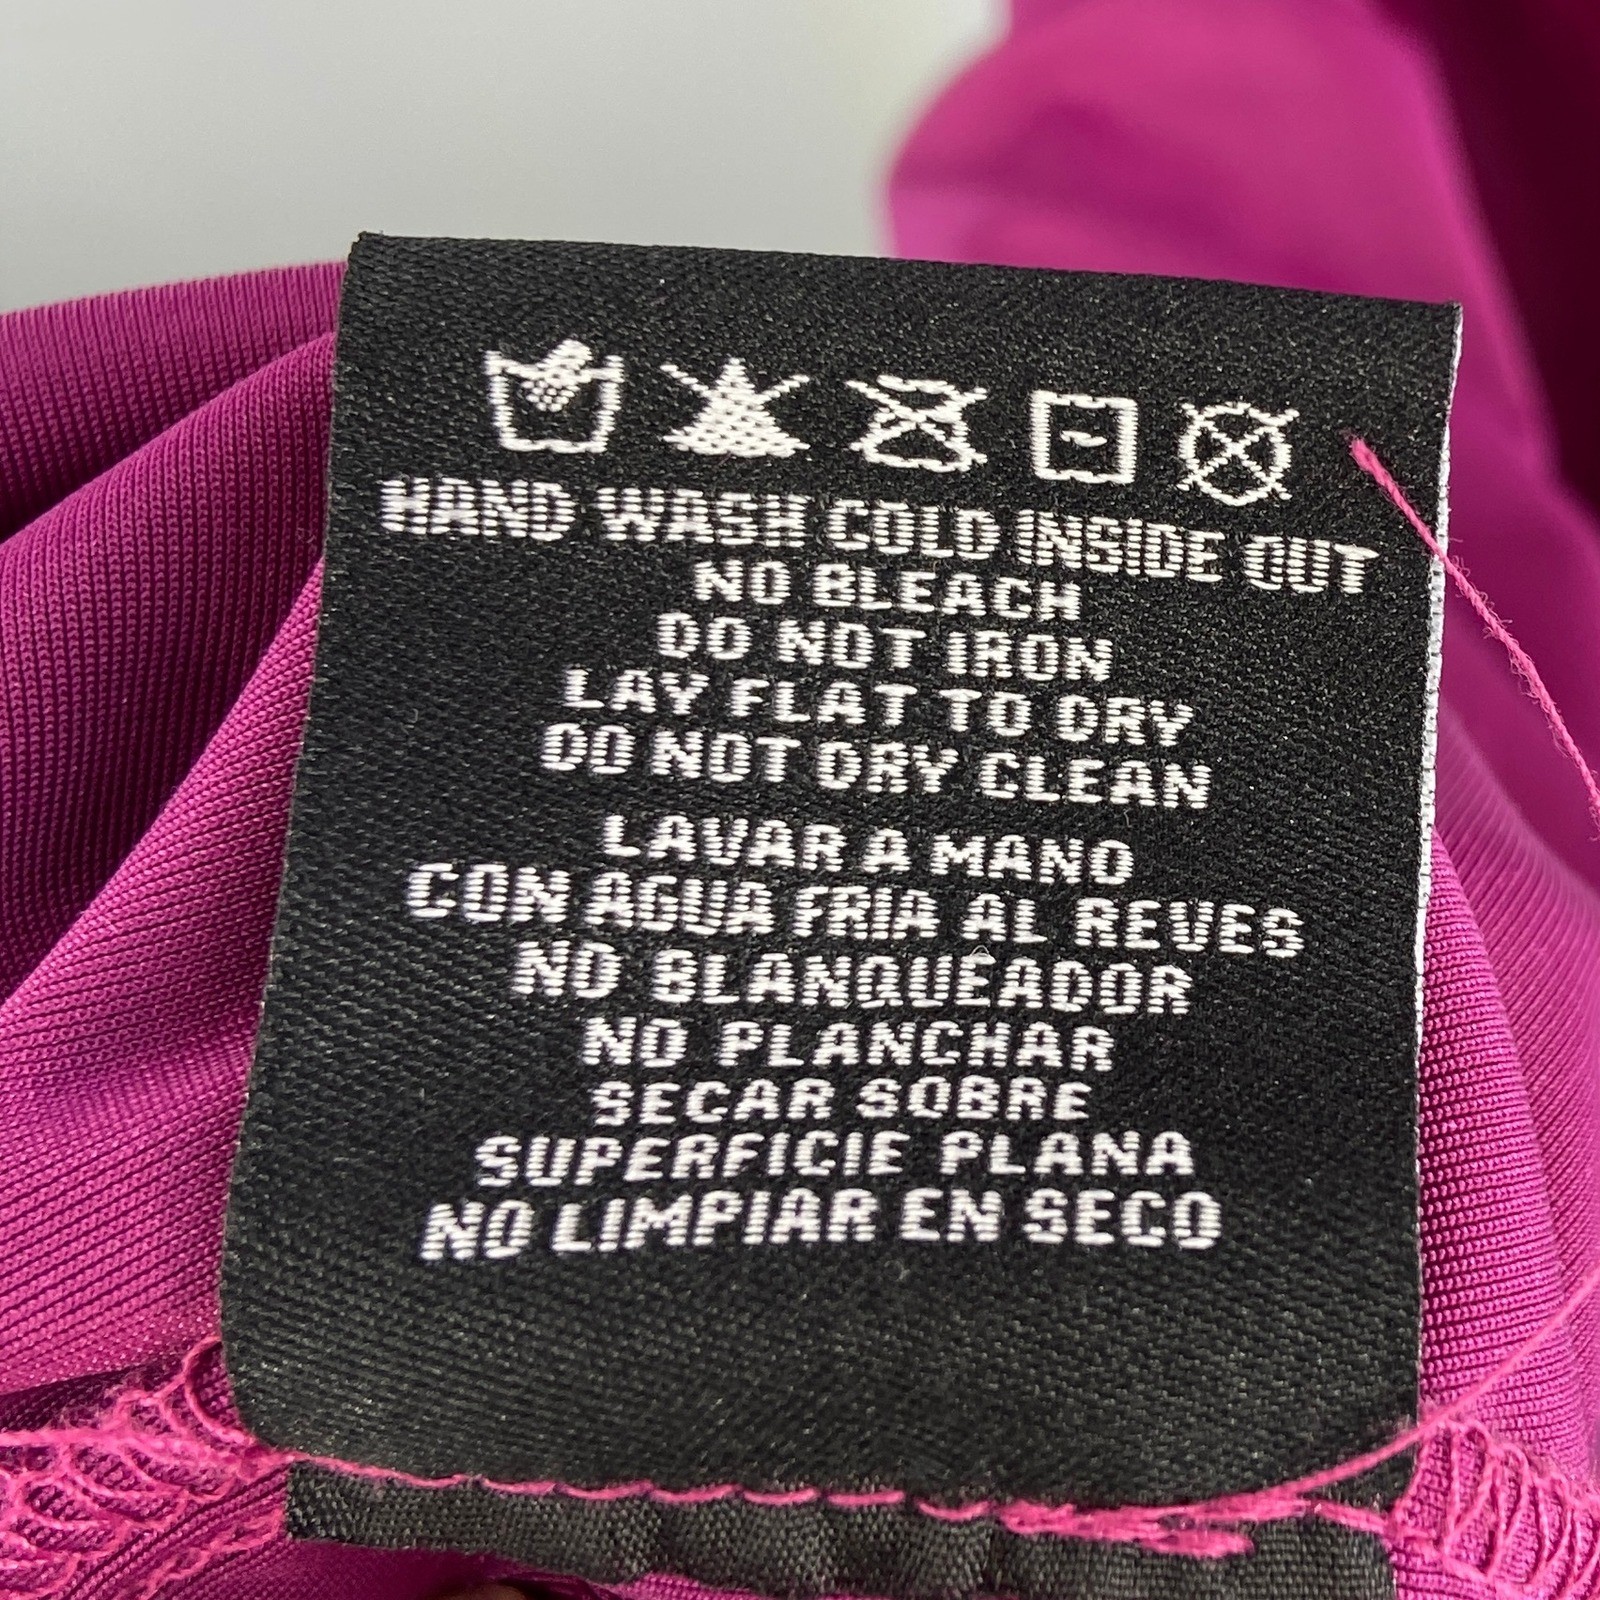 HAND WASH COLD INSIDE OUT
NO BLEACH
DO NOT IRON
LAY FLAT TO DRY
DO NOT DRY CLEAN
LAVAR A MANO
CON AGUA FRIA AL REVES
NO BLANQUEADOR
NO PLANCHAR
SECAR SOBRE
SUPERFICIE PLANA
NO LIMPIAR EN SECO